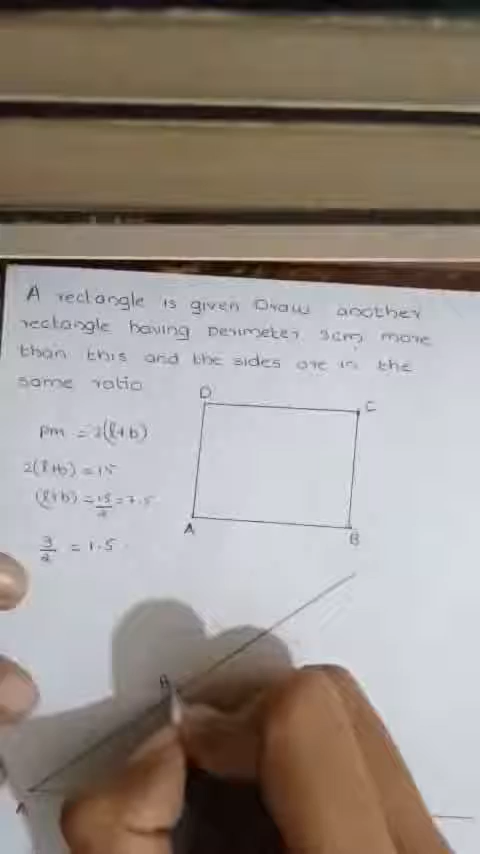 A rectangle is given Draw another
rectangle having perimeter 3cm more
than this and the sides are in the
same ratio
D
C
pm = 2(l+b)
2(l+b) = 15
(l+b) = 15/2 = 7.5
A
B
3/2 = 1.5
B
A